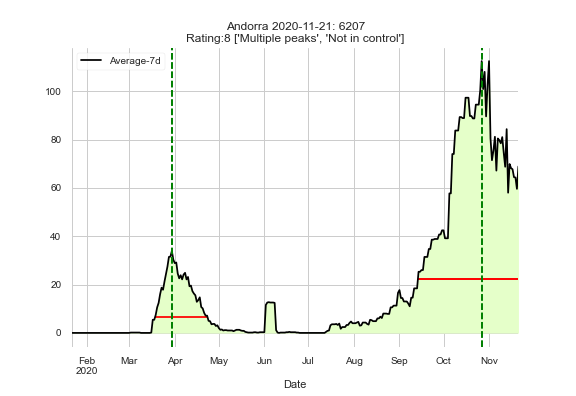 Andorra 2020-11-21: 6207
Rating:8 ['Multiple peaks', 'Not in control']
Average-7d
100
80
60
40
20
0
Feb Mar Apr May Jun Jul Aug Sep Oct Nov
2020
Date